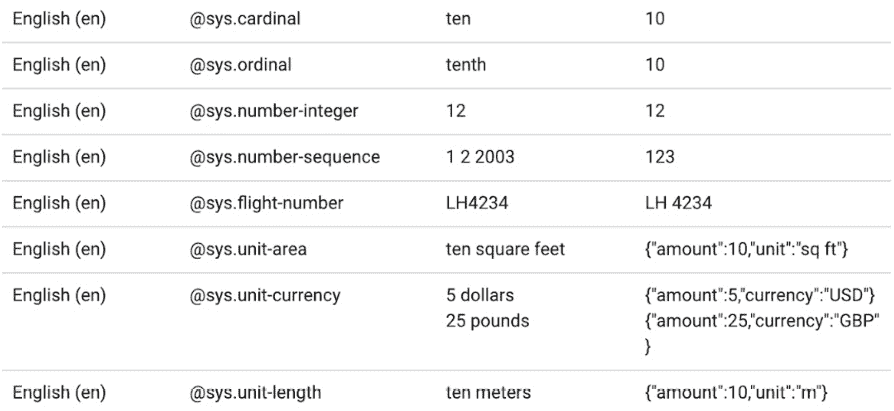 English (en) @sys.cardinal ten 10
English (en) @sys.ordinal tenth 10
English (en) @sys.number-integer 12 12
English (en) @sys.number-sequence 1 2 2003 123
English (en) @sys.flight-number LH4234 LH 4234
English (en) @sys.unit-area ten square feet {"amount":10,"unit":"sq ft"}
English (en) @sys.unit-currency 5 dollars {"amount":5,"currency":"USD"}
25 pounds {"amount":25,"currency":"GBP"
}
English (en) @sys.unit-length ten meters {"amount":10,"unit":"m"}